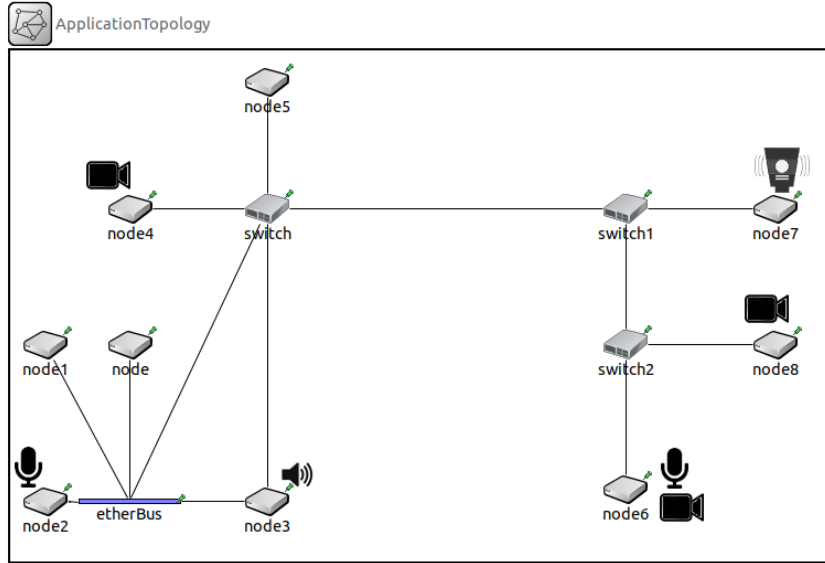 ApplicationTopology
node5
node4
switch
switch1
node7
node1
node
switch2
node8
node2
etherBus
node3
node6